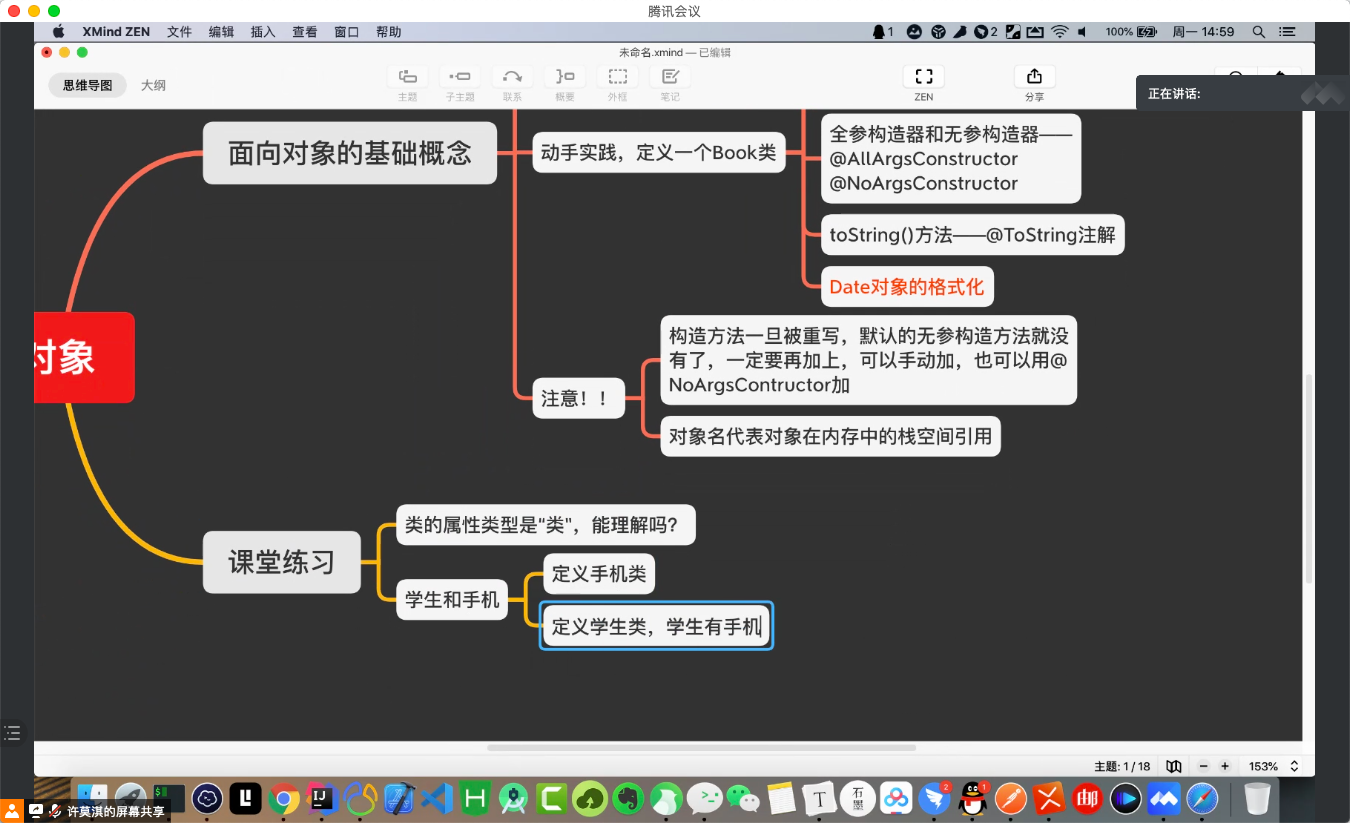 腾讯会议
XMind ZEN 文件 编辑 插入 查看 窗口 帮助
1 2 100% 周一 14:59
未命名.xmind — 已编辑
思维导图 大纲
主题 子主题 联系 概要 外框 笔记 ZEN 分享
正在讲话:
面向对象的基础概念
动手实践，定义一个Book类
全参构造器和无参构造器——
@AllArgsConstructor
@NoArgsConstructor
toString()方法——@ToString注解
Date对象的格式化
对象
构造方法一旦被重写，默认的无参构造方法就没
有了，一定要再加上，可以手动加，也可以用@
NoArgsContructor加
注意！！
对象名代表对象在内存中的栈空间引用
类的属性类型是“类”，能理解吗？
课堂练习
定义手机类
学生和手机
定义学生类，学生有手机
主题: 1 / 18 153%
许莫淇的屏幕共享